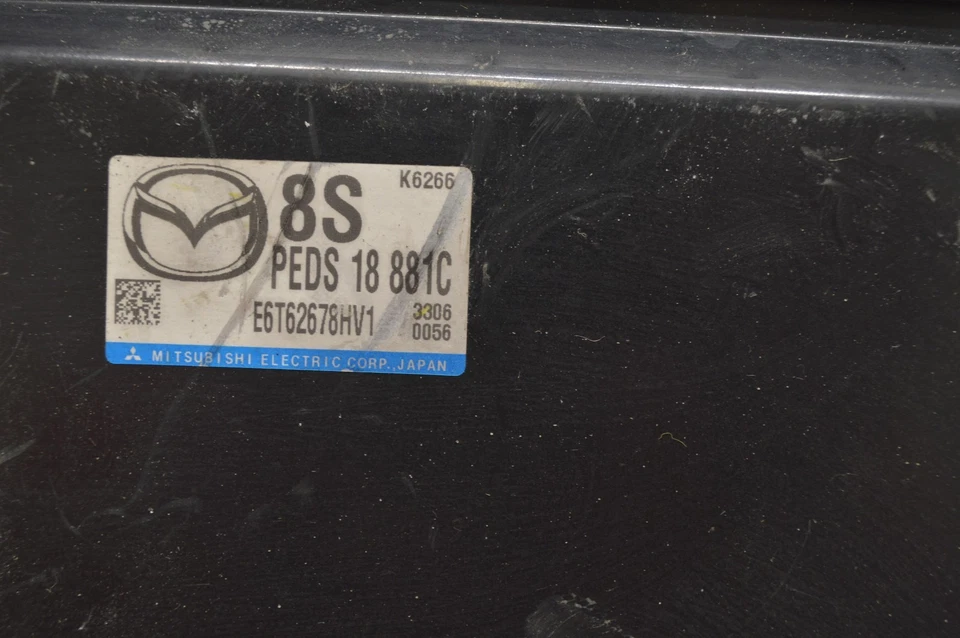 8S
K6266
PEDS 18 881C
E6T62678HV1
3306
0056
MITSUBISHI ELECTRIC CORP.,JAPAN